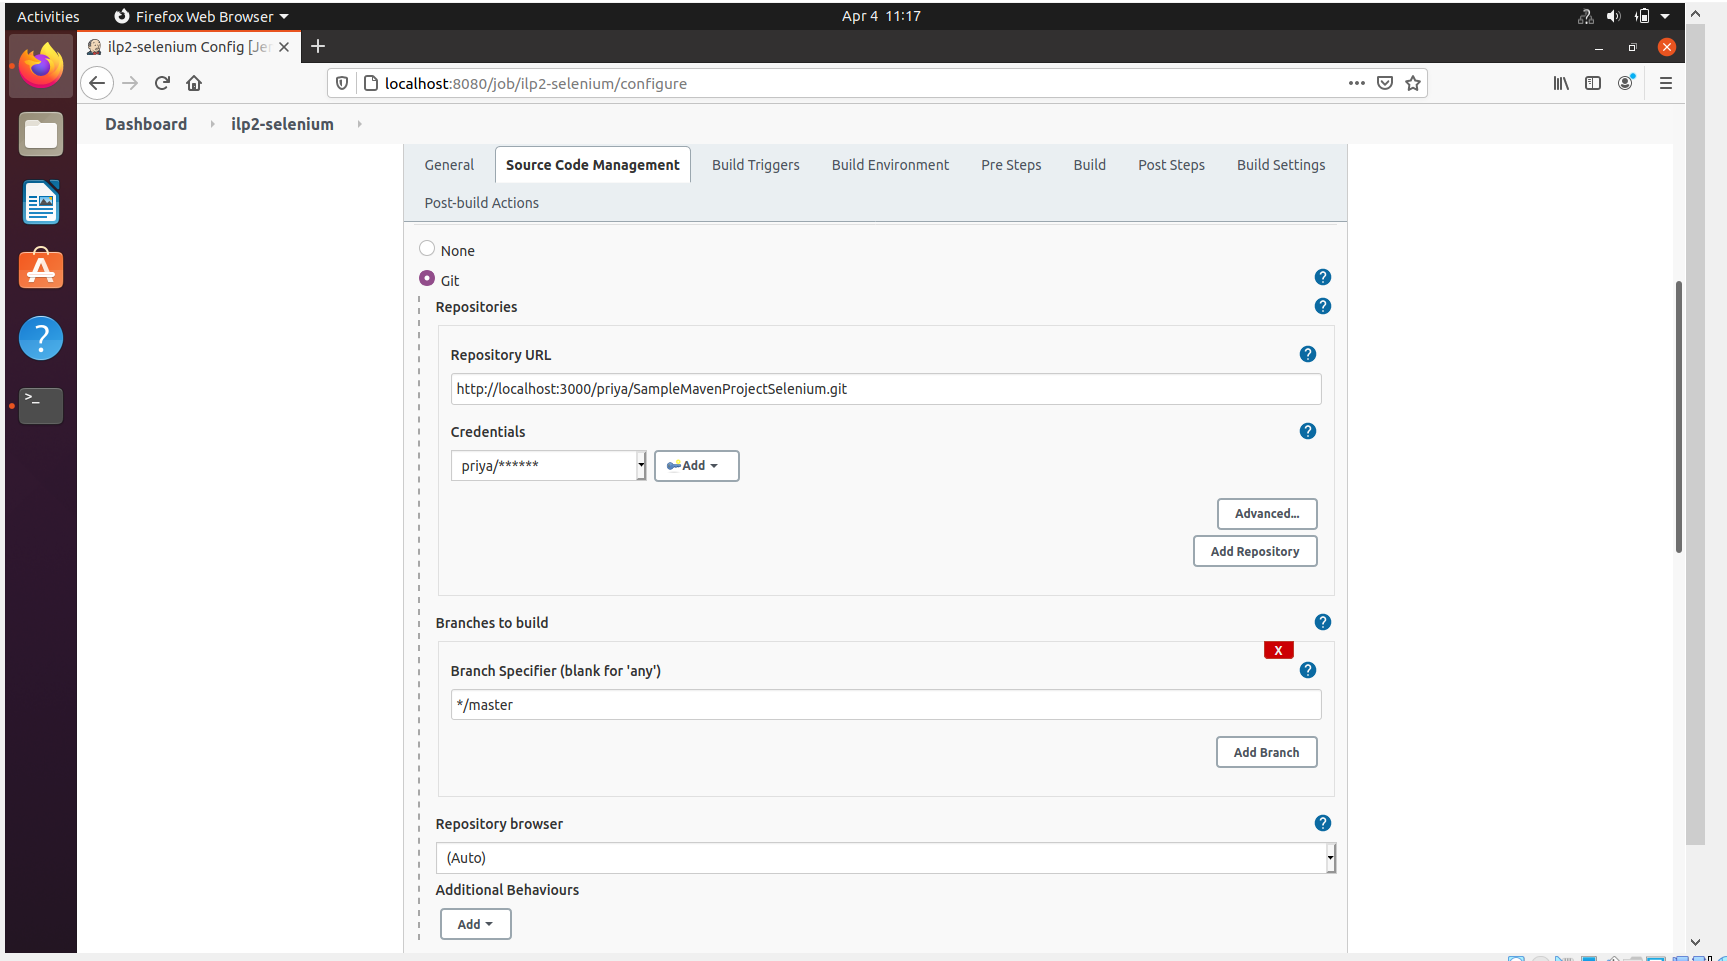 Activities Firefox Web Browser Apr 4 11:17
ilp2-selenium Config [Je
localhost:8080/job/ilp2-selenium/configure
Dashboard ilp2-selenium
General Source Code Management Build Triggers Build Environment Pre Steps Build Post Steps Build Settings
Post-build Actions
None
Git
Repositories
Repository URL
http://localhost:3000/priya/SampleMavenProjectSelenium.git
Credentials
priya/****** Add
Advanced...
Add Repository
Branches to build
X
Branch Specifier (blank for 'any')
*/master
Add Branch
Repository browser
(Auto)
Additional Behaviours
Add